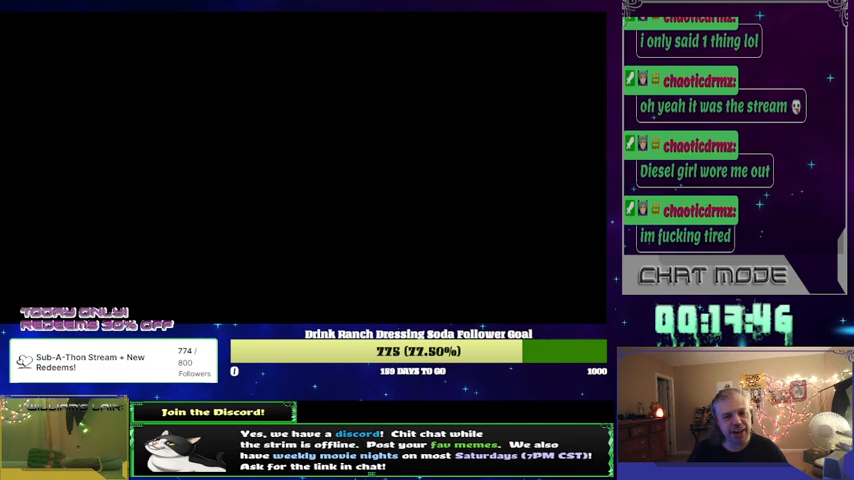 chaoticdrmz:
i only said 1 thing lol
chaoticdrmz:
oh yeah it was the stream
chaoticdrmz:
Diesel girl wore me out
chaoticdrmz:
im fucking tired
CHAT MODE
00:17:46
TODAY ONLY!
REDEEMS 30% OFF
Sub-A-Thon Stream + New
Redeems!
774 /
800
Followers
Drink Ranch Dressing Soda Follower Goal
775 (77.50%)
0
159 DAYS TO GO
1000
WILLIAMS LAIR:
Join the Discord!
Yes, we have a discord! Chit chat while
the strim is offline. Post your fav memes. We also
have weekly movie nights on most Saturdays (7PM CST)!
Ask for the link in chat!